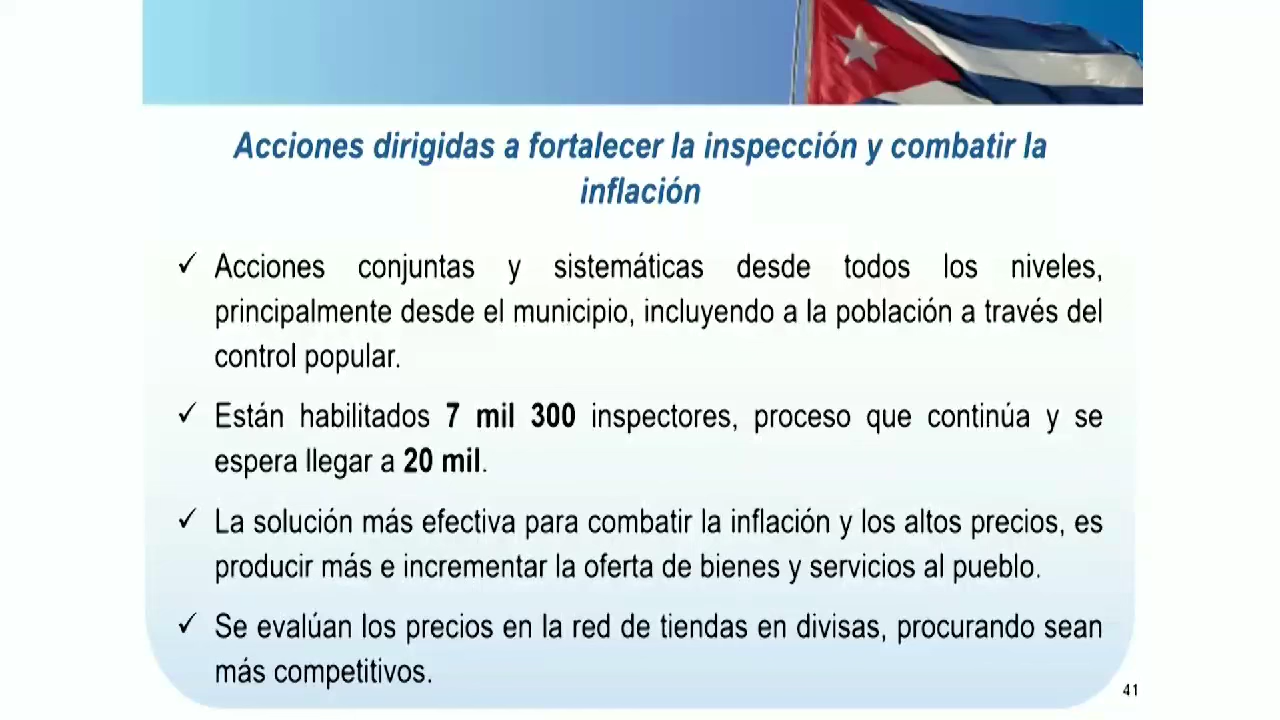 Acciones dirigidas a fortalecer la inspección y combatir la
inflación
✓ Acciones conjuntas y sistemáticas desde todos los niveles,
principalmente desde el municipio, incluyendo a la población a través del
control popular.
✓ Están habilitados 7 mil 300 inspectores, proceso que continúa y se
espera llegar a 20 mil.
✓ La solución más efectiva para combatir la inflación y los altos precios, es
producir más e incrementar la oferta de bienes y servicios al pueblo.
✓ Se evalúan los precios en la red de tiendas en divisas, procurando sean
más competitivos.
41